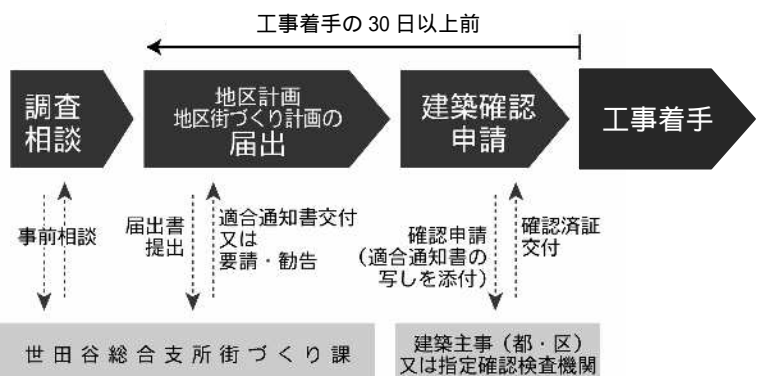 工事着手の 30 日以上前
調査
相談
地区計画
地区街づくり計画の
届出
建築確認
申請
工事着手
事前相談
届出書
提出
適合通知書交付
又は
要請・勧告
確認申請
（適合通知書の
写しを添付）
確認済証
交付
世田谷総合支所街づくり課
建築主事（都・区）
又は指定確認検査機関